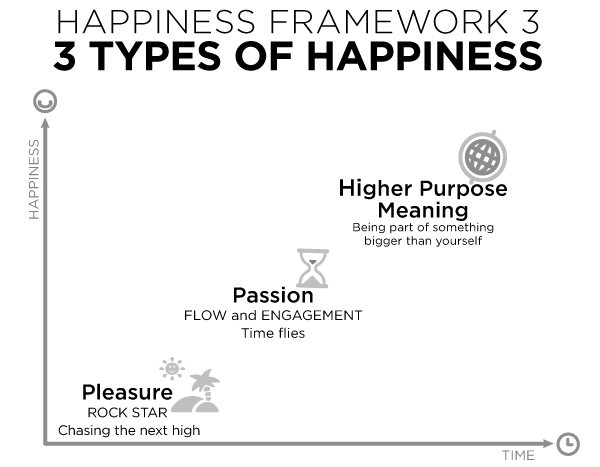 HAPPINESS FRAMEWORK 3
3 TYPES OF HAPPINESS
HAPPINESS
Higher Purpose
Meaning
Being part of something
bigger than yourself
Passion
FLOW and ENGAGEMENT
Time flies
Pleasure
ROCK STAR
Chasing the next high
TIME